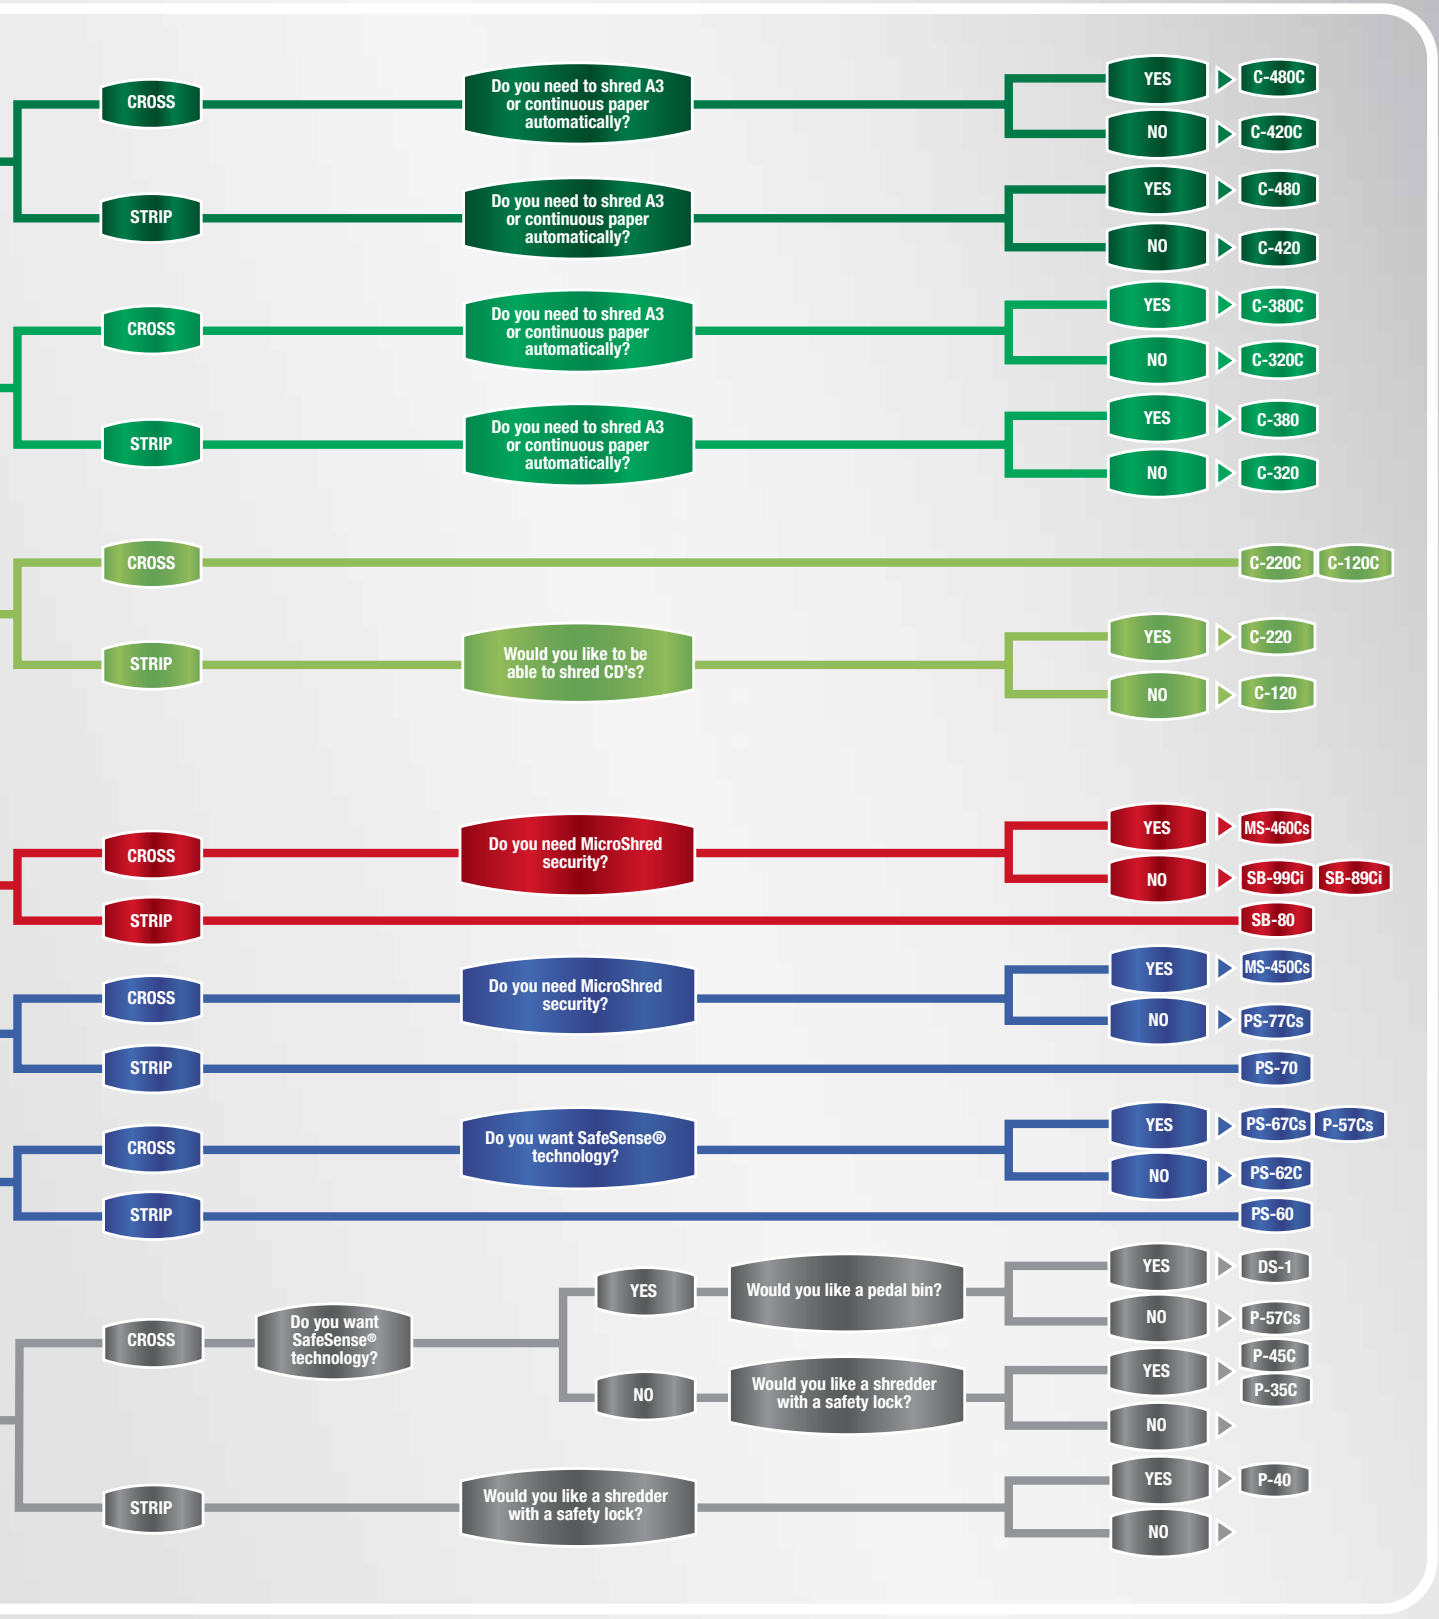 CROSS
Do you need to shred A3
or continuous paper
automatically?
YES
C-480C
NO
C-420C
STRIP
Do you need to shred A3
or continuous paper
automatically?
YES
C-480
NO
C-420
CROSS
Do you need to shred A3
or continuous paper
automatically?
YES
C-380C
NO
C-320C
STRIP
Do you need to shred A3
or continuous paper
automatically?
YES
C-380
NO
C-320
CROSS
C-220C
C-120C
STRIP
Would you like to be
able to shred CD's?
YES
C-220
NO
C-120
CROSS
Do you need MicroShred
security?
YES
MS-460Cs
NO
SB-99Ci
SB-89Ci
STRIP
SB-80
CROSS
Do you need MicroShred
security?
YES
MS-450Cs
NO
PS-77Cs
STRIP
PS-70
CROSS
Do you want SafeSense®
technology?
YES
PS-67Cs
P-57Cs
NO
PS-62C
STRIP
PS-60
CROSS
Do you want
SafeSense®
technology?
YES
Would you like a pedal bin?
YES
DS-1
NO
P-57Cs
NO
Would you like a shredder
with a safety lock?
YES
P-45C
P-35C
NO
STRIP
Would you like a shredder
with a safety lock?
YES
P-40
NO